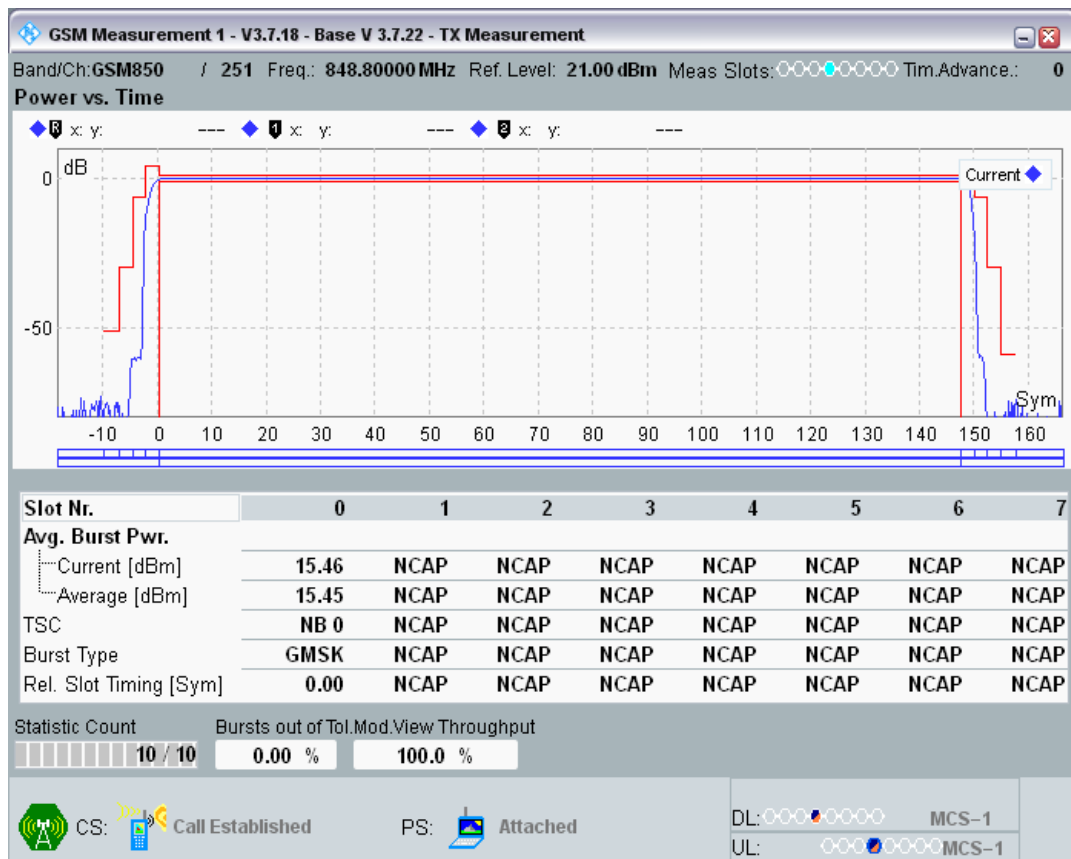 GSM Measurement 1 - V3.7.18 - Base V 3.7.22 - TX Measurement
Band/Ch:GSM850 / 251 Freq.: 848.80000 MHz Ref. Level: 21.00 dBm Meas Slots: Tim.Advance.: 0
Power vs. Time
R x: y: --- 1 x: y: --- 2 x: y: ---
dB
0
Current
-50
Sym
-10 0 10 20 30 40 50 60 70 80 90 100 110 120 130 140 150 160
Slot Nr. 0 1 2 3 4 5 6 7
Avg. Burst Pwr.
Current [dBm] 15.46 NCAP NCAP NCAP NCAP NCAP NCAP NCAP
Average [dBm] 15.45 NCAP NCAP NCAP NCAP NCAP NCAP NCAP
TSC NB 0 NCAP NCAP NCAP NCAP NCAP NCAP NCAP
Burst Type GMSK NCAP NCAP NCAP NCAP NCAP NCAP NCAP
Rel. Slot Timing [Sym] 0.00 NCAP NCAP NCAP NCAP NCAP NCAP NCAP
Statistic Count Bursts out of Tol.Mod.View Throughput
10 / 10 0.00 % 100.0 %
CS: Call Established PS: Attached
DL: MCS-1
UL: MCS-1